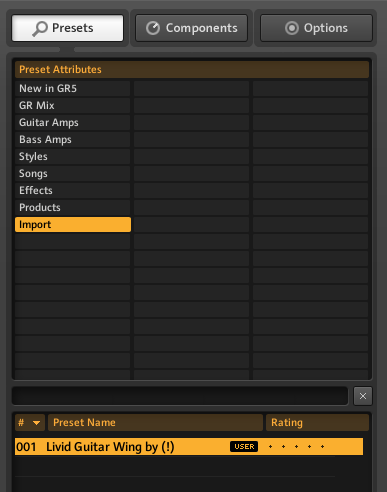 Presets Components Options
Preset Attributes
New in GR5
GR Mix
Guitar Amps
Bass Amps
Styles
Songs
Effects
Products
Import
# Preset Name Rating
001 Livid Guitar Wing by (!) USER